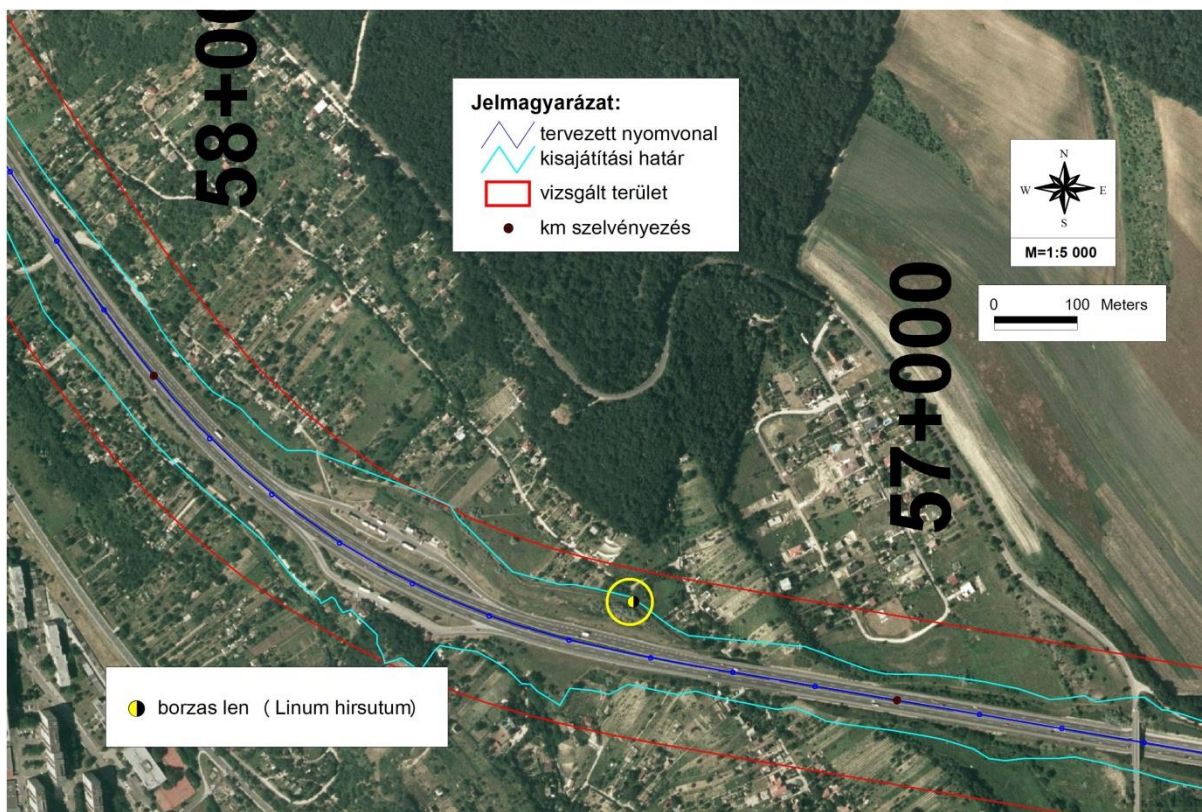 58+00
Jelmagyarázat:
tervezett nyomvonal
kisajátítási határ
vizsgált terület
km szelvényezés
N
W E
S
M=1:5 000
0 100 Meters
57+000
borzas len ( Linum hirsutum)